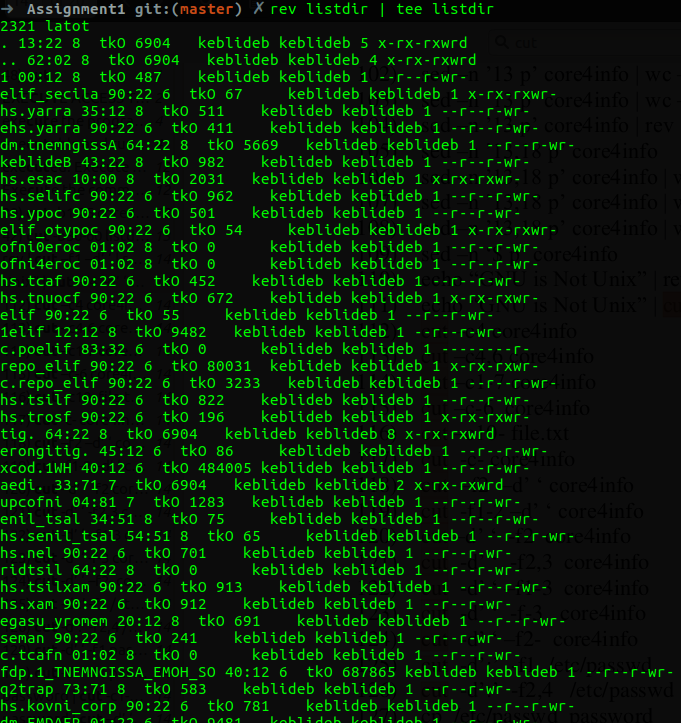 → Assignment1 git:(master) ✗ rev listdir | tee listdir
2321 latot
. 13:22 8  tkO 6904   keblideb keblideb 5 x-rx-rxwrd
.. 62:02 8  tkO 6904   keblideb keblideb 4 x-rx-rxwrd
1 00:12 8  tkO 487    keblideb keblideb 1 --r--r-wr-
elif_secila 90:22 6  tkO 67     keblideb keblideb 1 x-rx-rxwr-
hs.yarra 35:12 8  tkO 511    keblideb keblideb 1 --r--r-wr-
ehs.yarra 90:22 6  tkO 411    keblideb keblideb 1 --r--r-wr-
dm.tnemngissA 64:22 8  tkO 5669   keblideb keblideb 1 --r--r-wr-
keblideB 43:22 8  tkO 982    keblideb keblideb 1 --r--r-wr-
hs.esac 10:00 8  tkO 2031   keblideb keblideb 1 x-rx-rxwr-
hs.selifc 90:22 6  tkO 962    keblideb keblideb 1 --r--r-wr-
hs.ypoc 90:22 6  tkO 501    keblideb keblideb 1 --r--r-wr-
elif_otypoc 90:22 6  tkO 54     keblideb keblideb 1 x-rx-rxwr-
ofni0eroc 01:02 8  tkO 0      keblideb keblideb 1 --r--r-wr-
ofni4eroc 01:02 8  tkO 0      keblideb keblideb 1 --r--r-wr-
hs.tcaf 90:22 6  tkO 452    keblideb keblideb 1 --r--r-wr-
hs.tnuocf 90:22 6  tkO 672    keblideb keblideb 1 --r--r-wr-
elif 90:22 6  tkO 55     keblideb keblideb 1 --r--r-wr-
1elif 12:12 8  tkO 9482   keblideb keblideb 1 --r--r-wr-
c.poelif 83:32 6  tkO 0      keblideb keblideb 1 ---------
repo_elif 90:22 6  tkO 80031  keblideb keblideb 1 x-rx-rxwr-
c.repo_elif 90:22 6  tkO 3233   keblideb keblideb 1 --r--r-wr-
hs.tsilf 90:22 6  tkO 822    keblideb keblideb 1 --r--r-wr-
hs.trosf 90:22 6  tkO 196    keblideb keblideb 1 x-rx-rxwr-
tig. 64:22 8  tkO 6904   keblideb keblideb 8 x-rx-rxwrd
erongitig. 45:12 6  tkO 86     keblideb keblideb 1 --r--r-wr-
xcod.1WH 40:12 6  tkO 484005 keblideb keblideb 1 --r--r-wr-
aedl. 33:71 7  tkO 6904   keblideb keblideb 2 x-rx-rxwrd
upcofni 04:81 7  tkO 1283   keblideb keblideb 1 --r--r-wr-
enil_tsal 34:51 8  tkO 75     keblideb keblideb 1 --r--r-wr-
hs.senil_tsal 54:51 8  tkO 65     keblideb keblideb 1 --r--r-wr-
hs.nel 90:22 6  tkO 701    keblideb keblideb 1 --r--r-wr-
ridtsil 64:22 8  tkO 0      keblideb keblideb 1 --r--r-wr-
hs.tsilxam 90:22 6  tkO 913    keblideb keblideb 1 --r--r-wr-
hs.xam 90:22 6  tkO 912    keblideb keblideb 1 --r--r-wr-
egasu_yromem 20:12 8  tkO 691    keblideb keblideb 1 --r--r-wr-
seman 90:22 6  tkO 241    keblideb keblideb 1 --r--r-wr-
c.tcafn 01:02 8  tkO 0      keblideb keblideb 1 --r--r-wr-
fdp.1_TNEMNGISSA_EMOH_SO 40:12 6  tkO 687865 keblideb keblideb 1 --r--r-wr-
q2trap 73:71 8  tkO 583    keblideb keblideb 1 --r--r-wr-
hs.kovni_corp 90:22 6  tkO 781    keblideb keblideb 1 --r--r-wr-